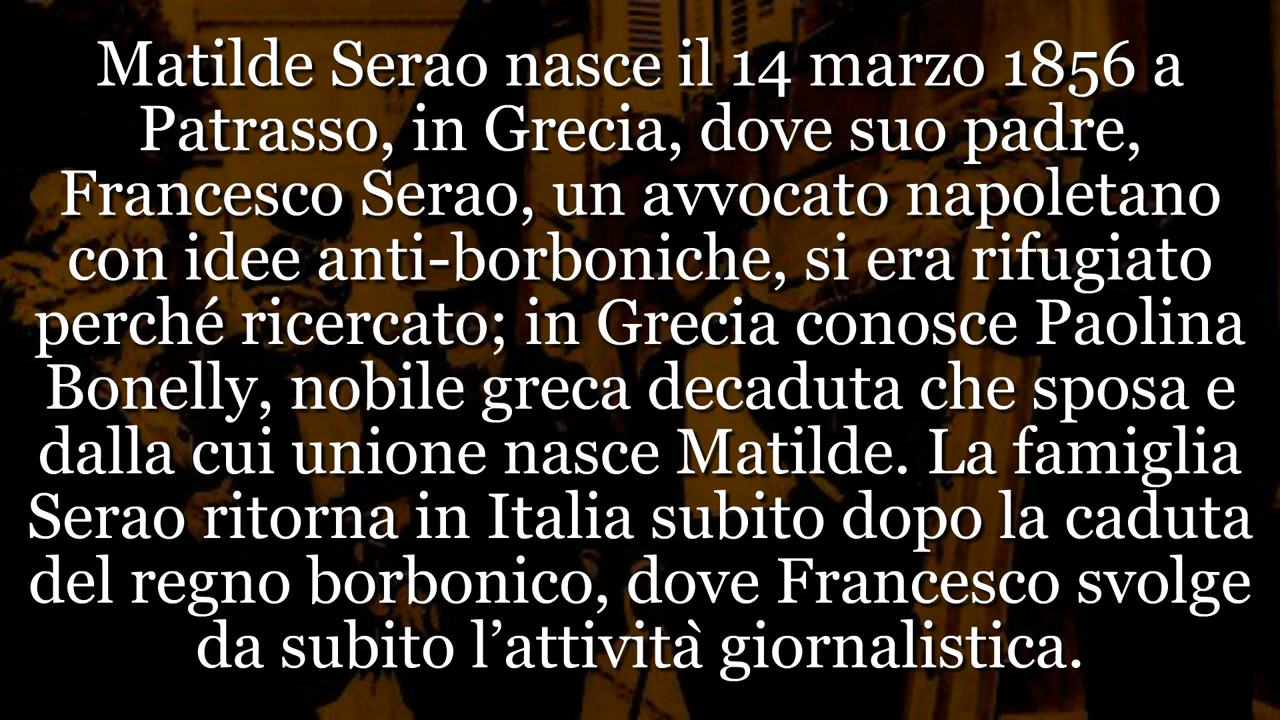 Matilde Serao nasce il 14 marzo 1856 a
Patrasso, in Grecia, dove suo padre,
Francesco Serao, un avvocato napoletano
con idee anti-borboniche, si era rifugiato
perché ricercato; in Grecia conosce Paolina
Bonelly, nobile greca decaduta che sposa e
dalla cui unione nasce Matilde. La famiglia
Serao ritorna in Italia subito dopo la caduta
del regno borbonico, dove Francesco svolge
da subito l’attività giornalistica.